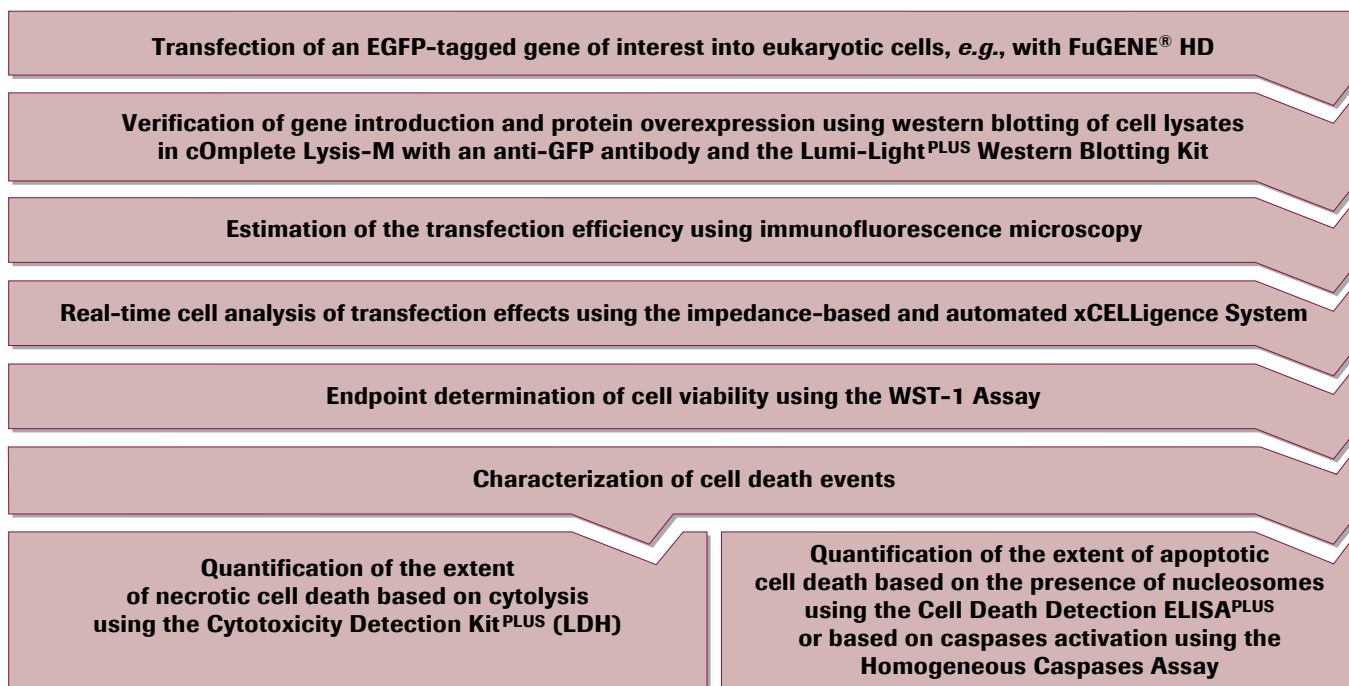 Transfection of an EGFP-tagged gene of interest into eukaryotic cells, e.g., with FuGENE® HD
Verification of gene introduction and protein overexpression using western blotting of cell lysates
in cOmplete Lysis-M with an anti-GFP antibody and the Lumi-LightPLUS Western Blotting Kit
Estimation of the transfection efficiency using immunofluorescence microscopy
Real-time cell analysis of transfection effects using the impedance-based and automated xCELLigence System
Endpoint determination of cell viability using the WST-1 Assay
Characterization of cell death events
Quantification of the extent
of necrotic cell death based on cytolysis
using the Cytotoxicity Detection KitPLUS (LDH)
Quantification of the extent of apoptotic
cell death based on the presence of nucleosomes
using the Cell Death Detection ELISAPLUS
or based on caspases activation using the
Homogeneous Caspases Assay